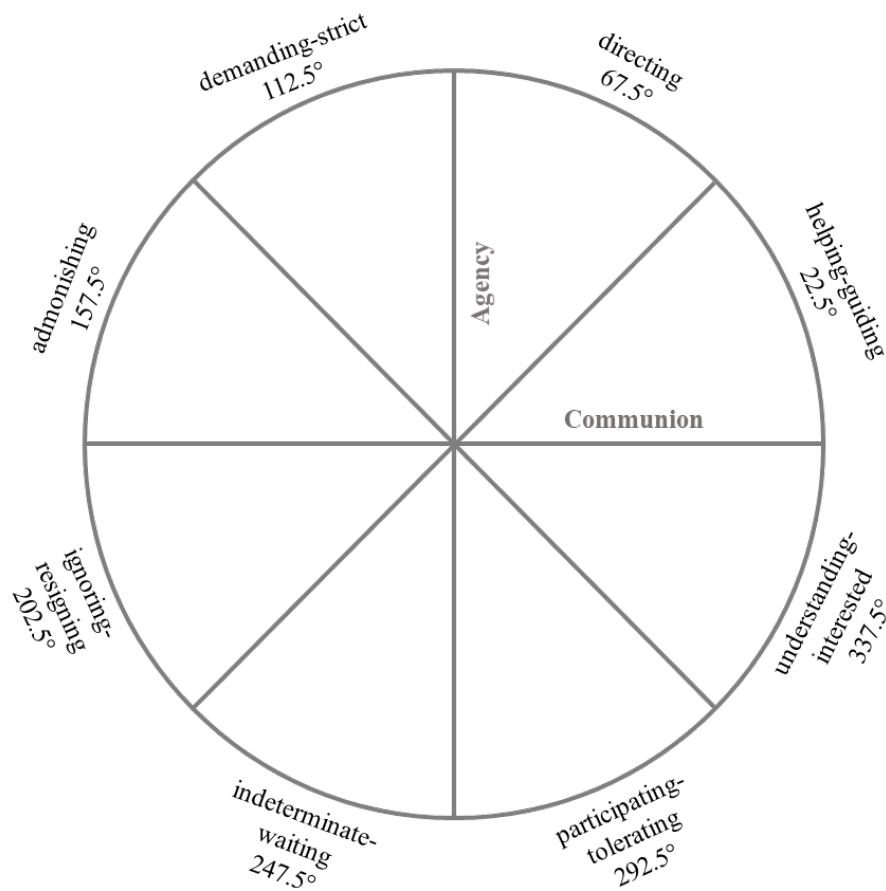 demanding-strict
112.5°
directing
67.5°
helping-guiding
22.5°
admonishing
157.5°
Agency
Communion
ignoring-
resigning
202.5°
understanding-
interested
337.5°
indeterminate-
waiting
247.5°
participating-
tolerating
292.5°